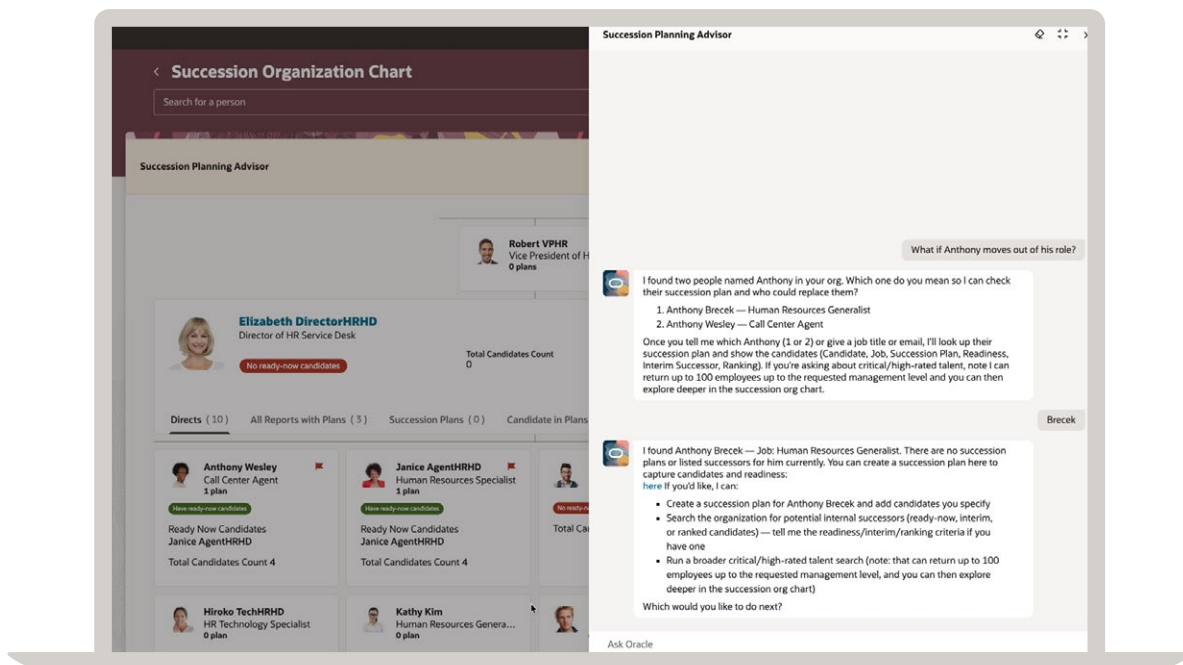 Succession Organization Chart
Search for a person
Succession Planning Advisor
Robert VPHR
Vice President of H
0 plans
Elizabeth DirectorHRHD
Director of HR Service Desk
No ready-now candidates
Total Candidates Count
0
Directs (10)
All Reports with Plans (3)
Succession Plans (0)
Candidate in Plans
Anthony Wesley
Call Center Agent
1 plan
Have ready-now candidates
Ready Now Candidates
Janice AgentHRHD
Total Candidates Count 4
Janice AgentHRHD
Human Resources Specialist
1 plan
Have ready-now candidates
Ready Now Candidates
Janice AgentHRHD
Total Candidates Count 4
No ready-n
Total Ca
Hiroko TechHRHD
HR Technology Specialist
0 plan
Kathy Kim
Human Resources Genera...
0 plan
Succession Planning Advisor
What if Anthony moves out of his role?
I found two people named Anthony in your org. Which one do you mean so I can check
their succession plan and who could replace them?
1. Anthony Brecek — Human Resources Generalist
2. Anthony Wesley — Call Center Agent
Once you tell me which Anthony (1 or 2) or give a job title or email, I'll look up their
succession plan and show the candidates (Candidate, Job, Succession Plan, Readiness,
Interim Successor, Ranking). If you're asking about critical/high-rated talent, note I can
return up to 100 employees up to the requested management level and you can then
explore deeper in the succession org chart.
Brecek
I found Anthony Brecek — Job: Human Resources Generalist. There are no succession
plans or listed successors for him currently. You can create a succession plan here to
capture candidates and readiness:
here If you'd like, I can:
• Create a succession plan for Anthony Brecek and add candidates you specify
• Search the organization for potential internal successors (ready-now, interim,
or ranked candidates) — tell me the readiness/interim/ranking criteria if you
have one
• Run a broader critical/high-rated talent search (note: that can return up to 100
employees up to the requested management level, and you can then explore
deeper in the succession org chart)
Which would you like to do next?
Ask Oracle